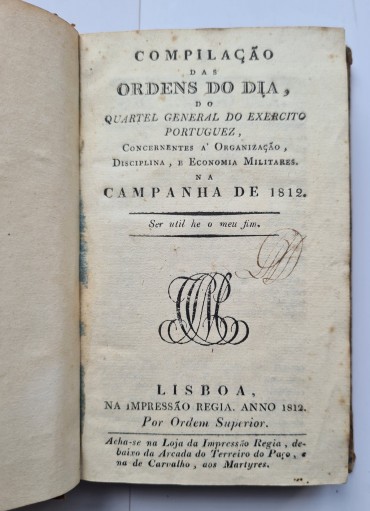 COMPILAÇÃO
DAS
ORDENS DO DIA,
DO
QUARTEL GENERAL DO EXERCITO
PORTUGUEZ,
CONCERNENTES A' ORGANIZAÇÃO,
DISCIPLINA, E ECONOMIA MILITARES.
NA
CAMPANHA DE 1812.
Ser util he o meu fim.
LISBOA,
NA IMPRESSÃO REGIA. ANNO 1812.
Por Ordem Superior.
Acha-se na Loja da Impressão Regia, de-
baixo da Arcada do Terreiro do Paço, e
na de Carvalho, aos Martyres.